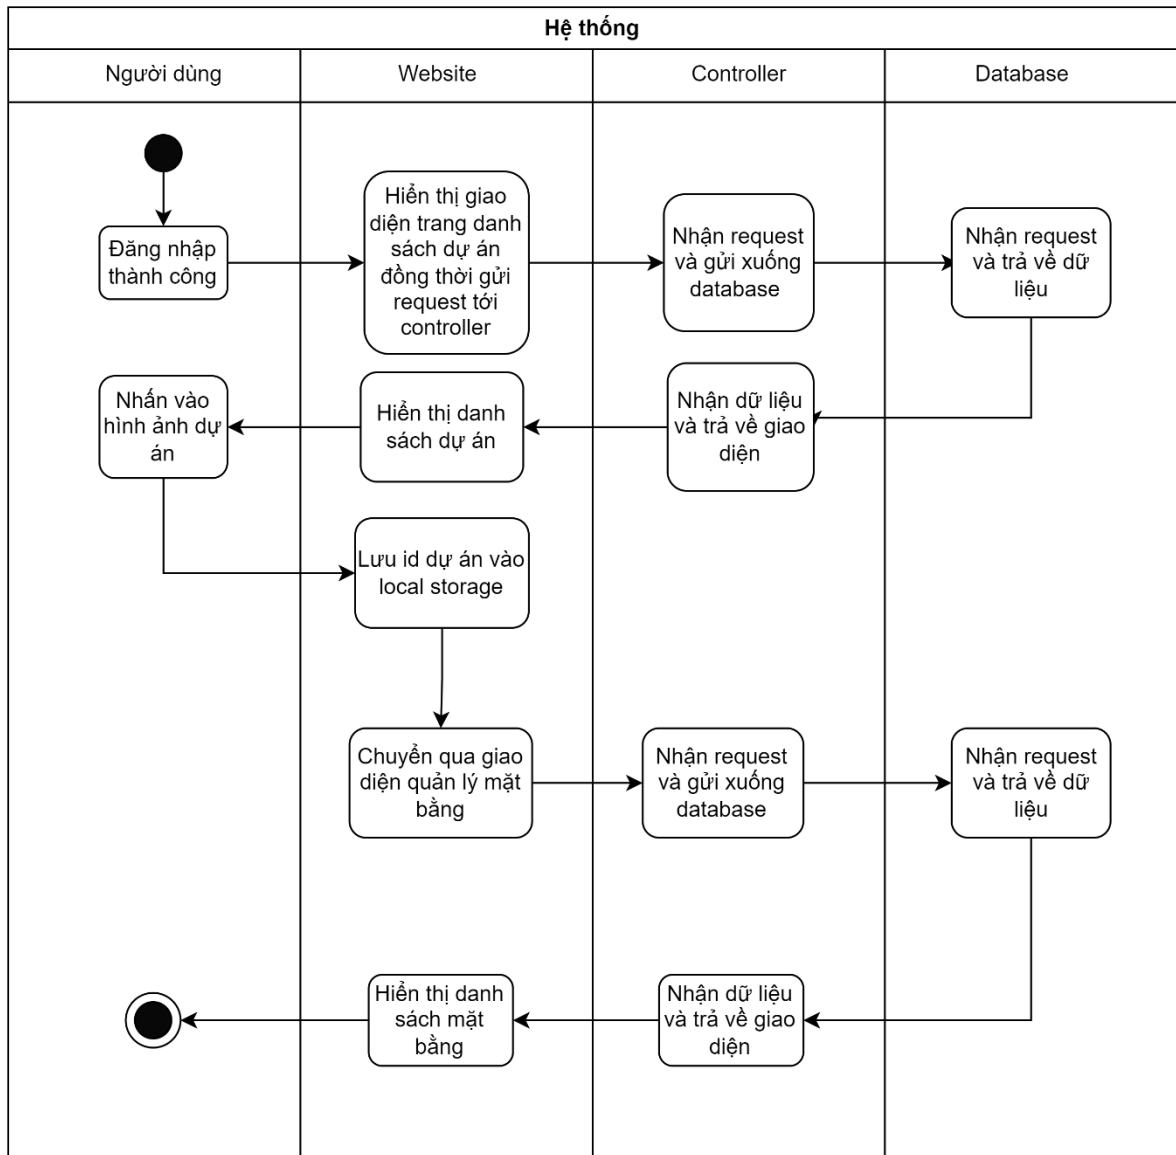 Hệ thống
Người dùng
Website
Controller
Database
Đăng nhập
thành công
Hiển thị giao
diện trang danh
sách dự án
đồng thời gửi
request tới
controller
Nhận request
và gửi xuống
database
Nhận request
và trả về dữ
liệu
Nhấn vào
hình ảnh dự
án
Hiển thị danh
sách dự án
Nhận dữ liệu
và trả về giao
diện
Lưu id dự án vào
local storage
Chuyển qua giao
diện quản lý mặt
bằng
Nhận request
và gửi xuống
database
Nhận request
và trả về dữ
liệu
Hiển thị danh
sách mặt
bằng
Nhận dữ liệu
và trả về giao
diện